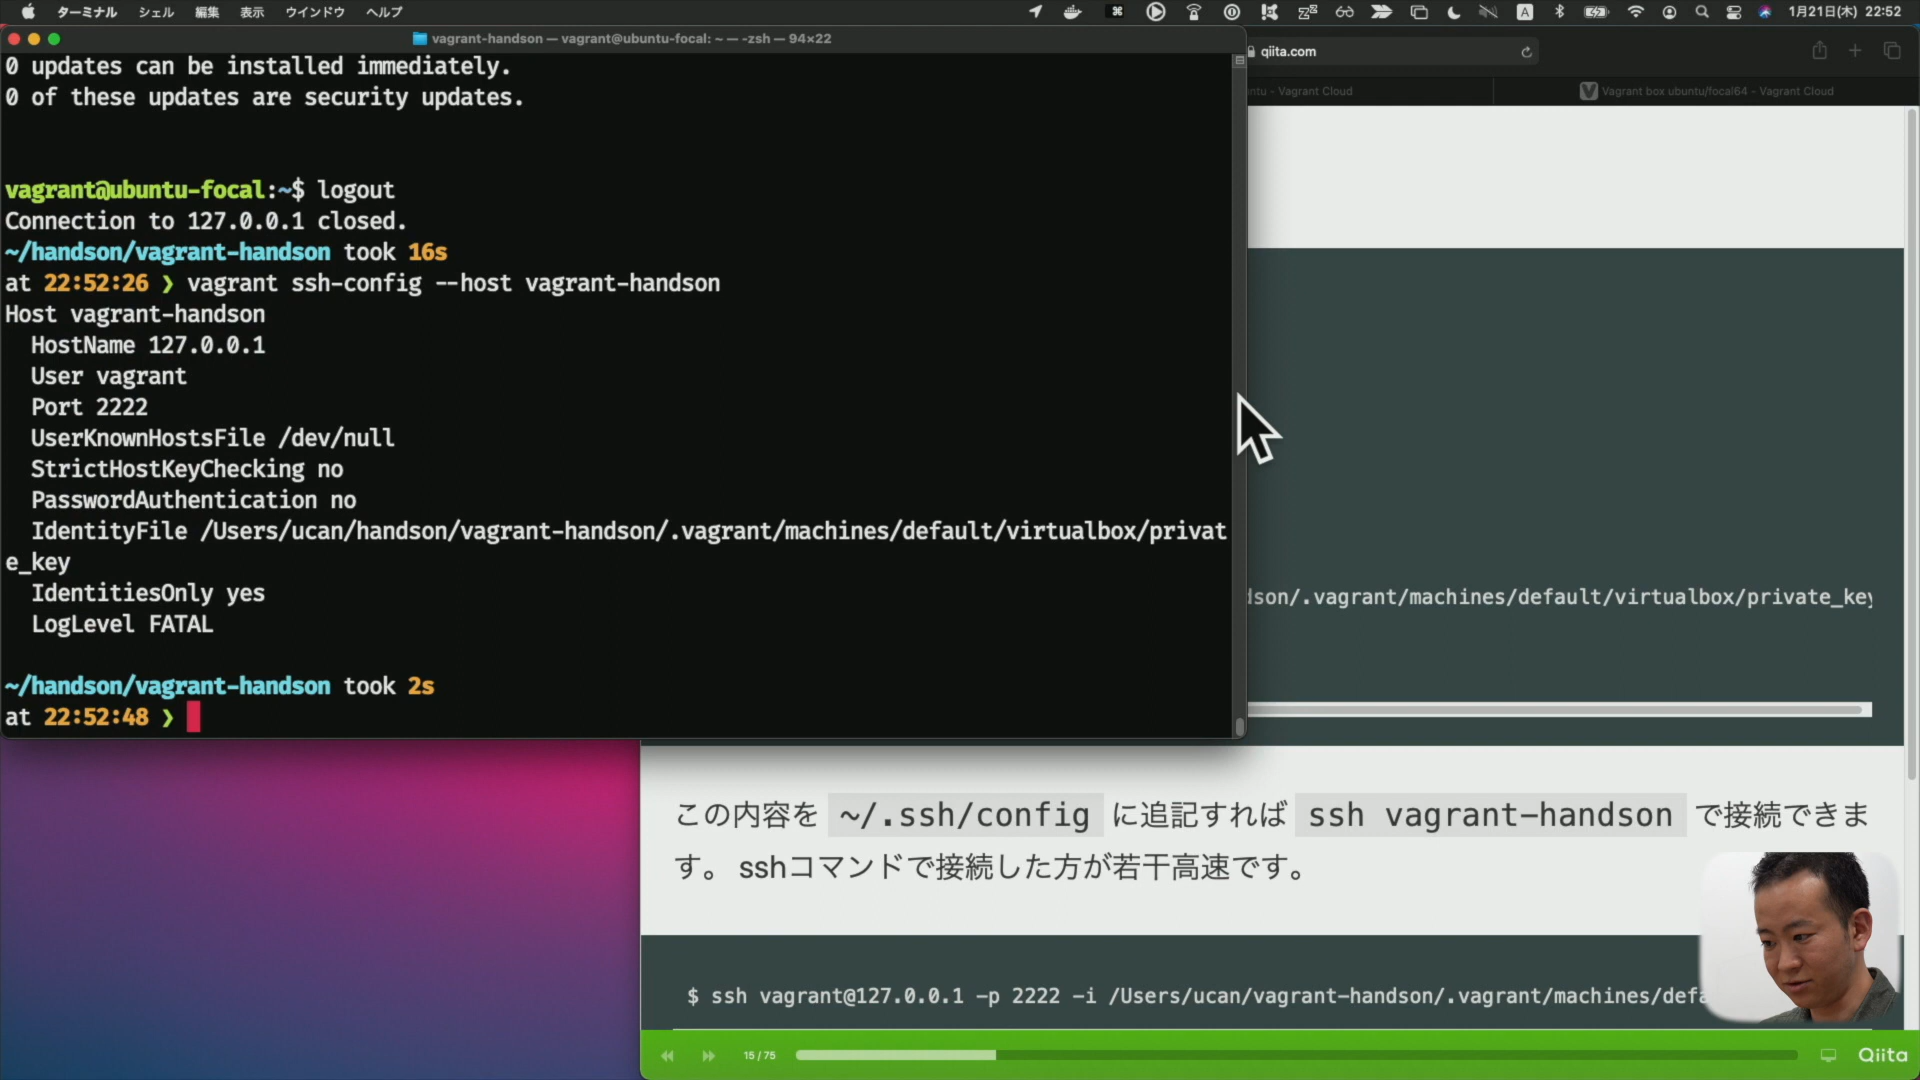 ターミナル シェル 編集 表示 ウインドウ ヘルプ
1月21日(木) 22:52
vagrant-handson — vagrant@ubuntu-focal: ~ — -zsh — 94×22
0 updates can be installed immediately.
0 of these updates are security updates.
vagrant@ubuntu-focal:~$ logout
Connection to 127.0.0.1 closed.
~/handson/vagrant-handson took 16s
at 22:52:26 ❯ vagrant ssh-config --host vagrant-handson
Host vagrant-handson
HostName 127.0.0.1
User vagrant
Port 2222
UserKnownHostsFile /dev/null
StrictHostKeyChecking no
PasswordAuthentication no
IdentityFile /Users/ucan/handson/vagrant-handson/.vagrant/machines/default/virtualbox/privat
e_key
IdentitiesOnly yes
LogLevel FATAL
~/handson/vagrant-handson took 2s
at 22:52:48 ❯
qiita.com
ntu - Vagrant Cloud
Vagrant box ubuntu/focal64 - Vagrant Cloud
dson/.vagrant/machines/default/virtualbox/private_key
この内容を ~/.ssh/config に追記すれば ssh vagrant-handson で接続できま
す。 sshコマンドで接続した方が若干高速です。
$ ssh vagrant@127.0.0.1 -p 2222 -i /Users/ucan/vagrant-handson/.vagrant/machines/defa
15 / 75
Qiita